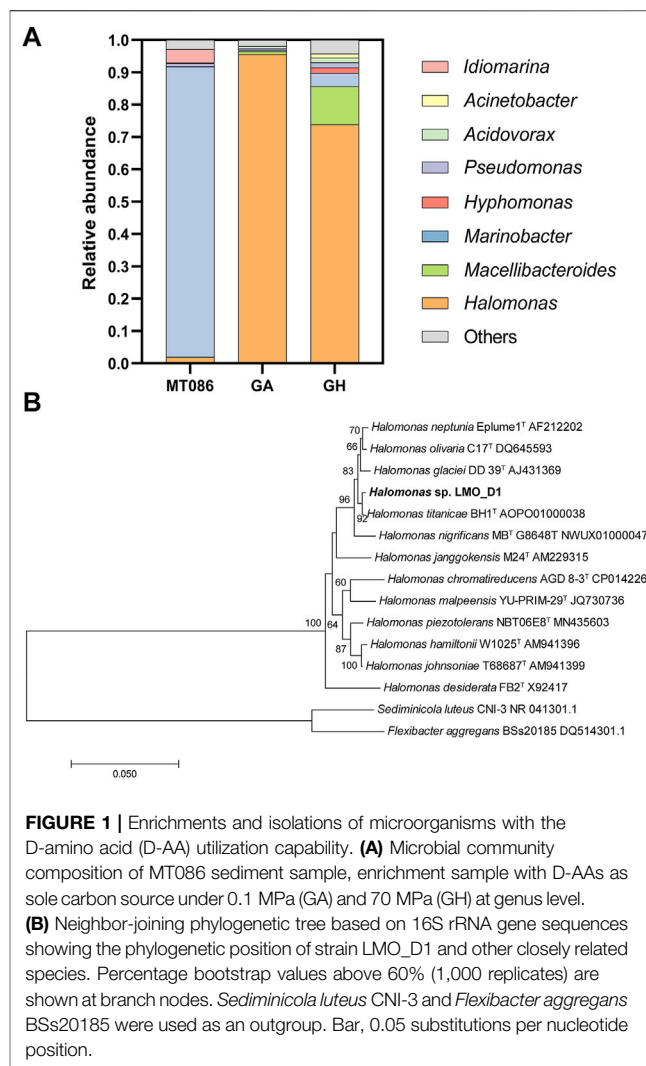 A
Relative abundance
1.0
0.9
0.8
0.7
0.6
0.5
0.4
0.3
0.2
0.1
0.0
MT086 GA GH
Idiomarina
Acinetobacter
Acidovorax
Pseudomonas
Hyphomonas
Marinobacter
Macellibacteroides
Halomonas
Others
B
70
66
83
96
92
60
100
64
87
100
Halomonas neptunia Eplume1ᵀ AF212202
Halomonas olivaria C17ᵀ DQ645593
Halomonas glaciei DD 39ᵀ AJ431369
Halomonas sp. LMO_D1
Halomonas titanicae BH1ᵀ AOPO01000038
Halomonas nigrificans MBᵀ G8648T NWUX01000047
Halomonas janggokensis M24ᵀ AM229315
Halomonas chromatireducens AGD 8-3ᵀ CP014226
Halomonas malpeensis YU-PRIM-29ᵀ JQ730736
Halomonas piezotolerans NBT06E8ᵀ MN435603
Halomonas hamiltonii W1025ᵀ AM941396
Halomonas johnsoniae T68687ᵀ AM941399
Halomonas desiderata FB2ᵀ X92417
Sediminicola luteus CNI-3 NR 041301.1
Flexibacter aggregans BSs20185 DQ514301.1
0.050
FIGURE 1 | Enrichments and isolations of microorganisms with the
D-amino acid (D-AA) utilization capability. (A) Microbial community
composition of MT086 sediment sample, enrichment sample with D-AAs as
sole carbon source under 0.1 MPa (GA) and 70 MPa (GH) at genus level.
(B) Neighbor-joining phylogenetic tree based on 16S rRNA gene sequences
showing the phylogenetic position of strain LMO_D1 and other closely related
species. Percentage bootstrap values above 60% (1,000 replicates) are
shown at branch nodes. Sediminicola luteus CNI-3 and Flexibacter aggregans
BSs20185 were used as an outgroup. Bar, 0.05 substitutions per nucleotide
position.